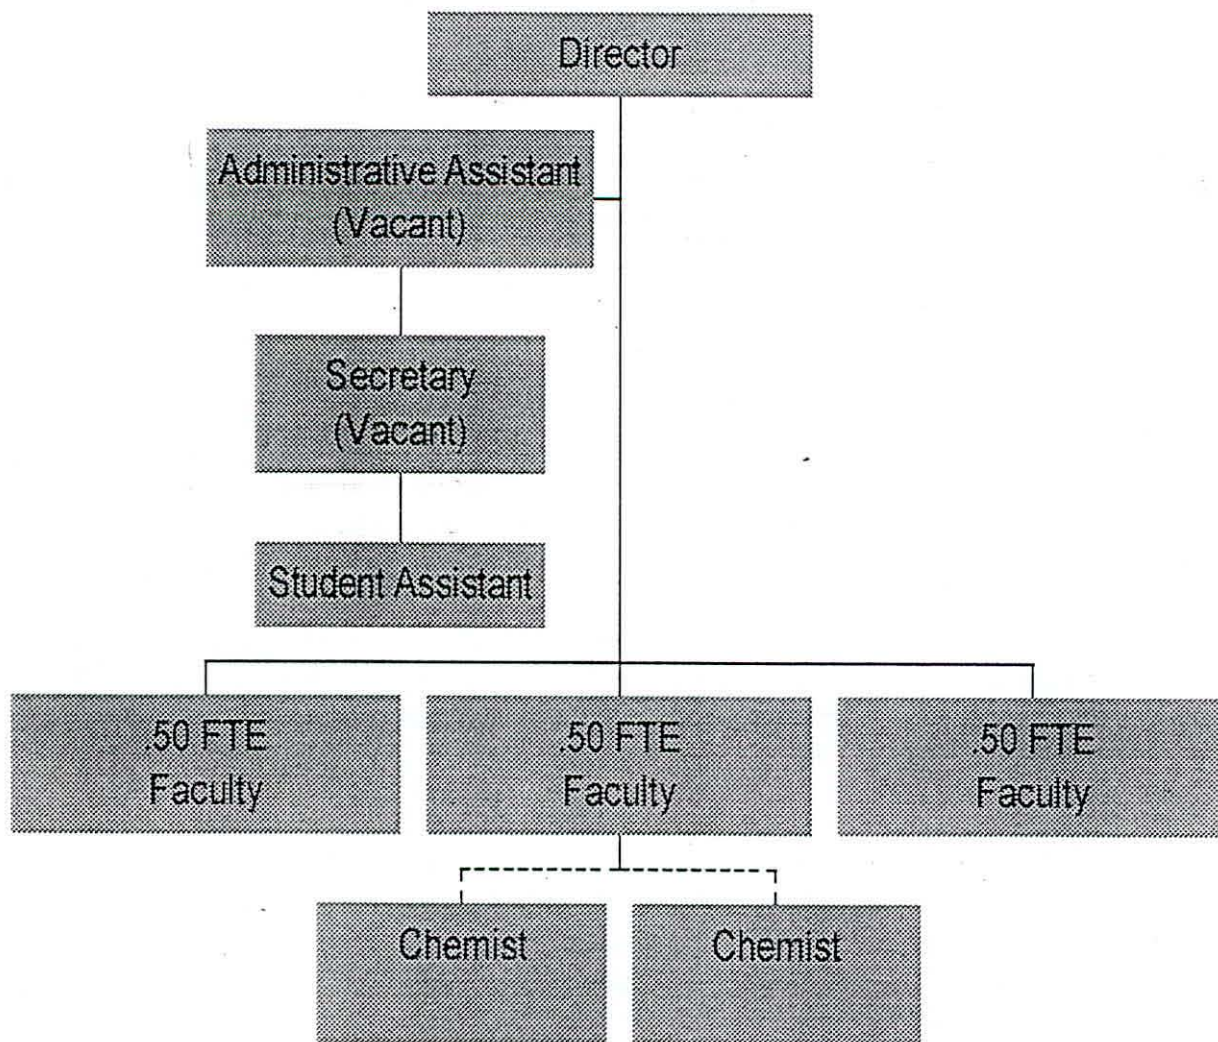 Director
Administrative Assistant
(Vacant)
Secretary
(Vacant)
Student Assistant
.50 FTE
Faculty
.50 FTE
Faculty
.50 FTE
Faculty
Chemist
Chemist